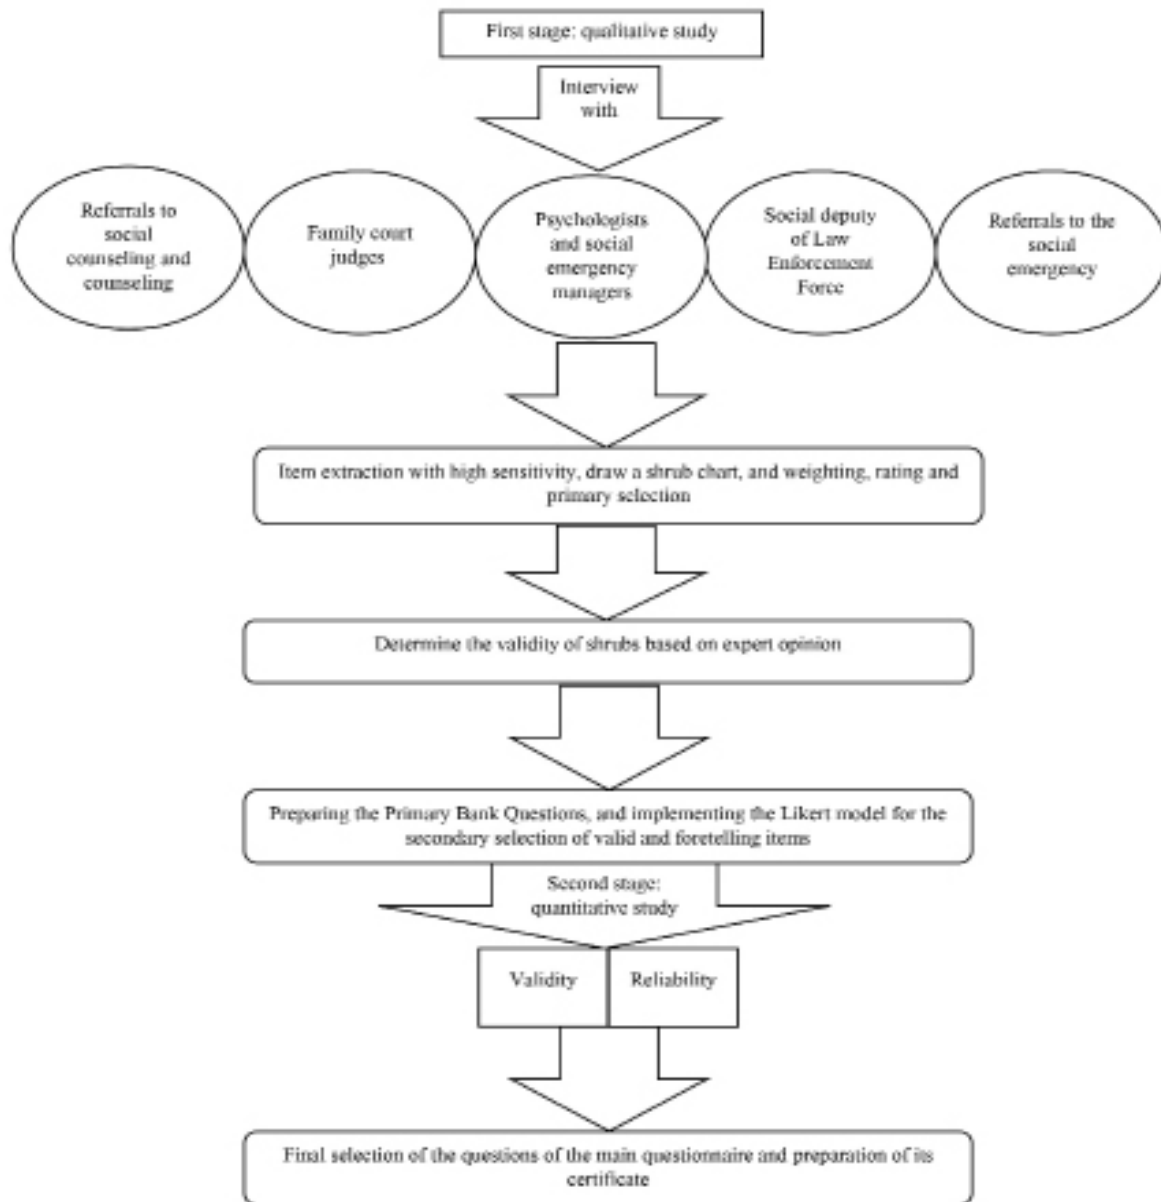 First stage: qualitative study
Interview
with
Referrals to
social
counseling and
counseling
Family court
judges
Psychologists
and social
emergency
managers
Social deputy
of Law
Enforcement
Force
Referrals to the
social
emergency
Item extraction with high sensitivity, draw a shrub chart, and weighting, rating and
primary selection
Determine the validity of shrubs based on expert opinion
Preparing the Primary Bank Questions, and implementing the Likert model for the
secondary selection of valid and foretelling items
Second stage:
quantitative study
Validity
Reliability
Final selection of the questions of the main questionnaire and preparation of its
certificate